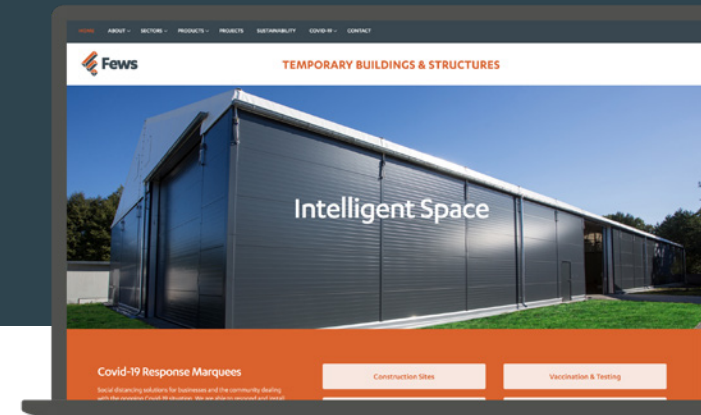 HOME ABOUT SECTORS PRODUCTS PROJECTS SUSTAINABILITY COVID-19 CONTACT
Fews
TEMPORARY BUILDINGS & STRUCTURES
Intelligent Space
Covid-19 Response Marquees
Construction Sites
Vaccination & Testing
Social distancing solutions for businesses and the community dealing
with the ongoing Covid-19 situation. We are able to respond and install